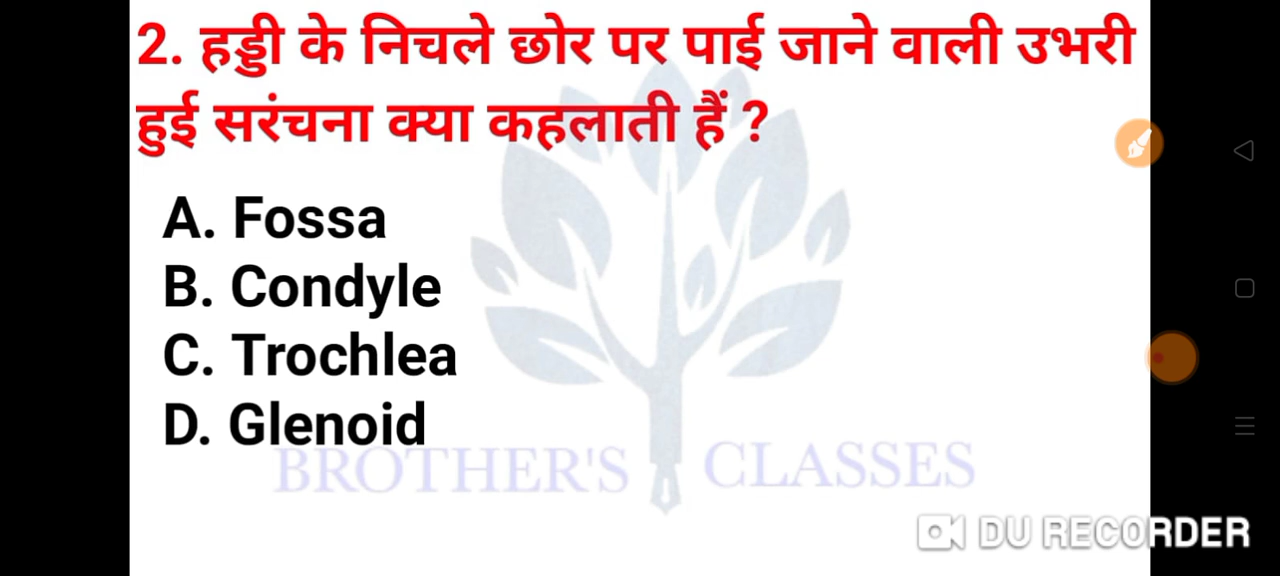 2. हड्डी के निचले छोर पर पाई जाने वाली उभरी
हुई सरंचना क्या कहलाती हैं ?
A. Fossa
B. Condyle
C. Trochlea
D. Glenoid
BROTHER'S CLASSES
DU RECORDER